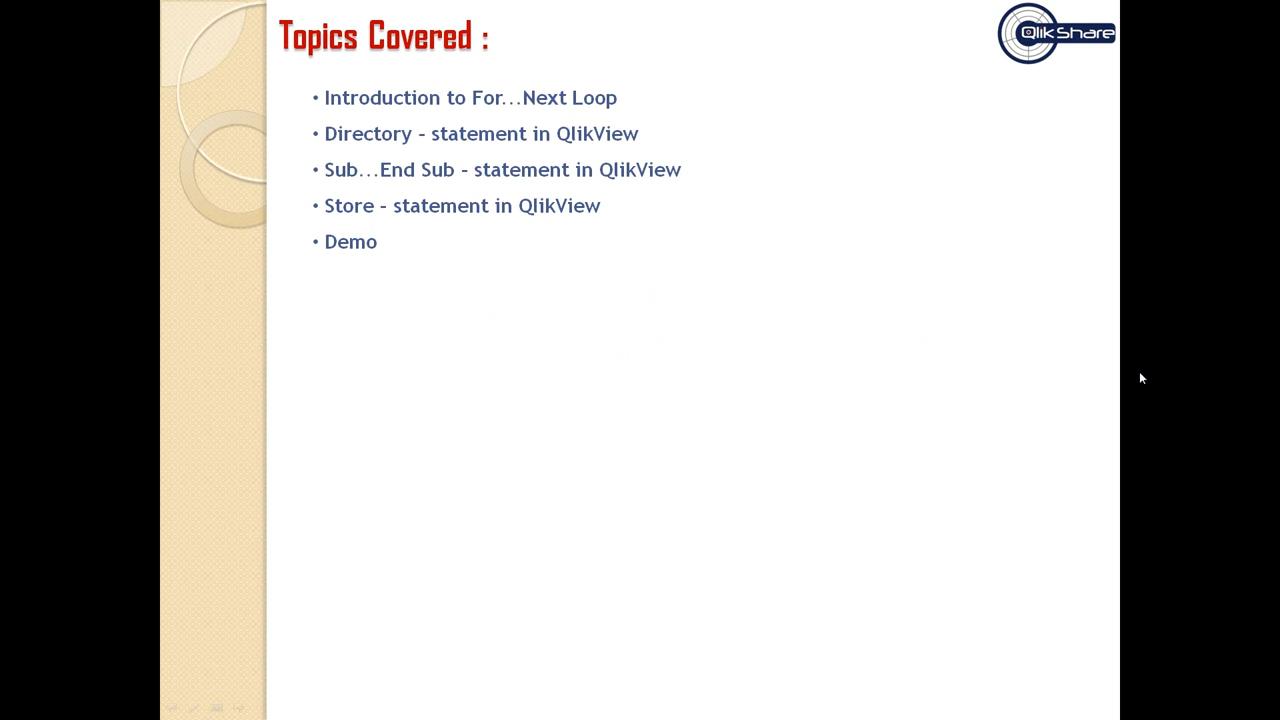 Topics Covered :
QlikShare
• Introduction to For...Next Loop
• Directory – statement in QlikView
• Sub...End Sub – statement in QlikView
• Store – statement in QlikView
• Demo